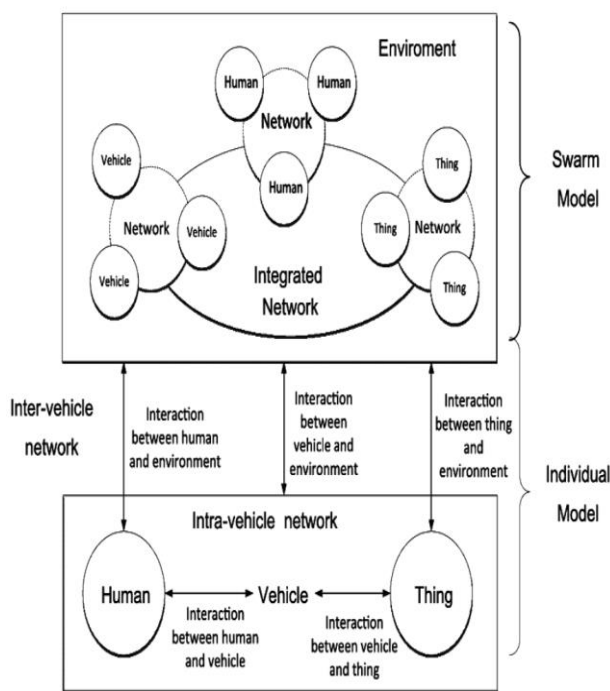 Enviroment
Human
Human
Network
Human
Vehicle
Network
Vehicle
Vehicle
Thing
Thing
Network
Thing
Integrated
Network
Swarm
Model
Inter-vehicle
network
Interaction
between human
and environment
Interaction
between
vehicle and
environment
Interaction
between thing
and
environment
Individual
Model
Intra-vehicle network
Human
Vehicle
Thing
Interaction
between human
and vehicle
Interaction
between vehicle
and thing